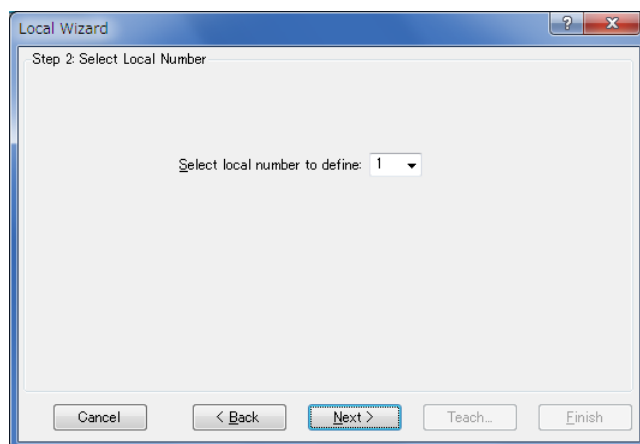 Local Wizard
Step 2: Select Local Number
Select local number to define: 1
Cancel < Back Next > Teach... Finish